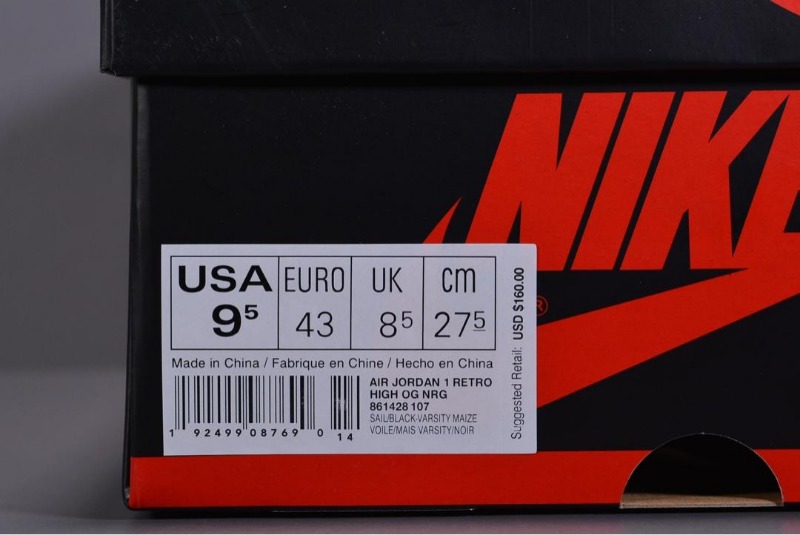 NIKE
®
USA EURO UK cm
9⁵ 43 8⁵ 27⁵
Made in China / Fabrique en Chine / Hecho en China
AIR JORDAN 1 RETRO
HIGH OG NRG
861428 107
SAIL/BLACK-VARSITY MAIZE
VOILE/MAIS VARSITY/NOIR
1 92499 08769 0 14
Suggested Retail: USD $160.00